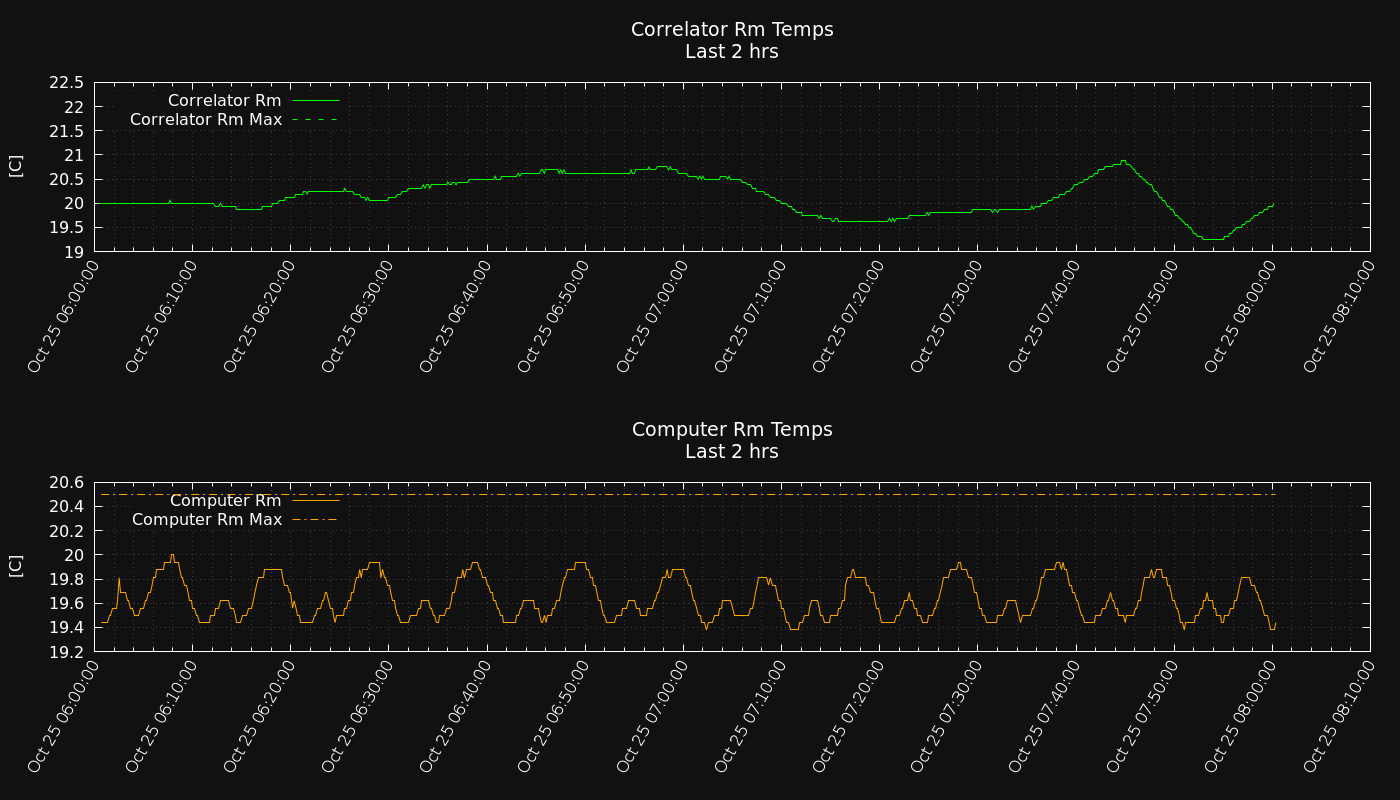 Correlator Rm Temps
Last 2 hrs
22.5
22
21.5
21
20.5
20
19.5
19
[C]
Correlator Rm
Correlator Rm Max
Oct 25 06:00:00
Oct 25 06:10:00
Oct 25 06:20:00
Oct 25 06:30:00
Oct 25 06:40:00
Oct 25 06:50:00
Oct 25 07:00:00
Oct 25 07:10:00
Oct 25 07:20:00
Oct 25 07:30:00
Oct 25 07:40:00
Oct 25 07:50:00
Oct 25 08:00:00
Oct 25 08:10:00
Computer Rm Temps
Last 2 hrs
20.6
20.4
20.2
20
19.8
19.6
19.4
19.2
[C]
Computer Rm
Computer Rm Max
Oct 25 06:00:00
Oct 25 06:10:00
Oct 25 06:20:00
Oct 25 06:30:00
Oct 25 06:40:00
Oct 25 06:50:00
Oct 25 07:00:00
Oct 25 07:10:00
Oct 25 07:20:00
Oct 25 07:30:00
Oct 25 07:40:00
Oct 25 07:50:00
Oct 25 08:00:00
Oct 25 08:10:00